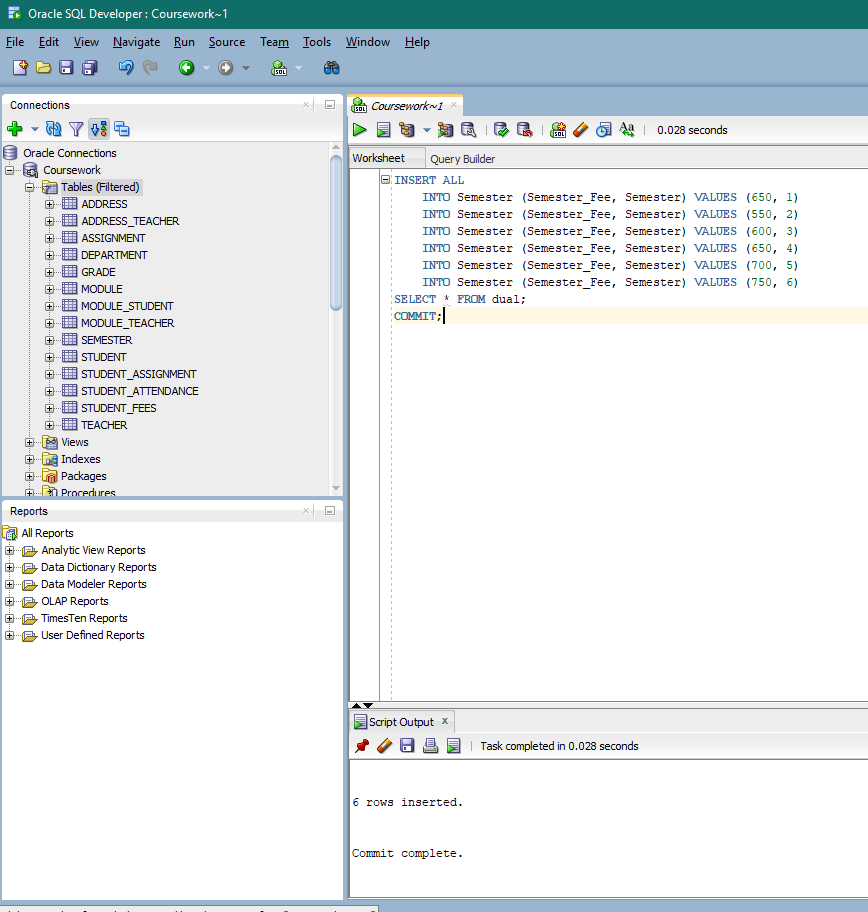 Oracle SQL Developer : Coursework~1
File Edit View Navigate Run Source Team Tools Window Help
Connections
Oracle Connections
Coursework
Tables (Filtered)
ADDRESS
ADDRESS_TEACHER
ASSIGNMENT
DEPARTMENT
GRADE
MODULE
MODULE_STUDENT
MODULE_TEACHER
SEMESTER
STUDENT
STUDENT_ASSIGNMENT
STUDENT_ATTENDANCE
STUDENT_FEES
TEACHER
Views
Indexes
Packages
Procedures
Reports
All Reports
Analytic View Reports
Data Dictionary Reports
Data Modeler Reports
OLAP Reports
TimesTen Reports
User Defined Reports
Coursework~1
0.028 seconds
Worksheet Query Builder
INSERT ALL
INTO Semester (Semester_Fee, Semester) VALUES (650, 1)
INTO Semester (Semester_Fee, Semester) VALUES (550, 2)
INTO Semester (Semester_Fee, Semester) VALUES (600, 3)
INTO Semester (Semester_Fee, Semester) VALUES (650, 4)
INTO Semester (Semester_Fee, Semester) VALUES (700, 5)
INTO Semester (Semester_Fee, Semester) VALUES (750, 6)
SELECT * FROM dual;
COMMIT;
Script Output
Task completed in 0.028 seconds
6 rows inserted.
Commit complete.